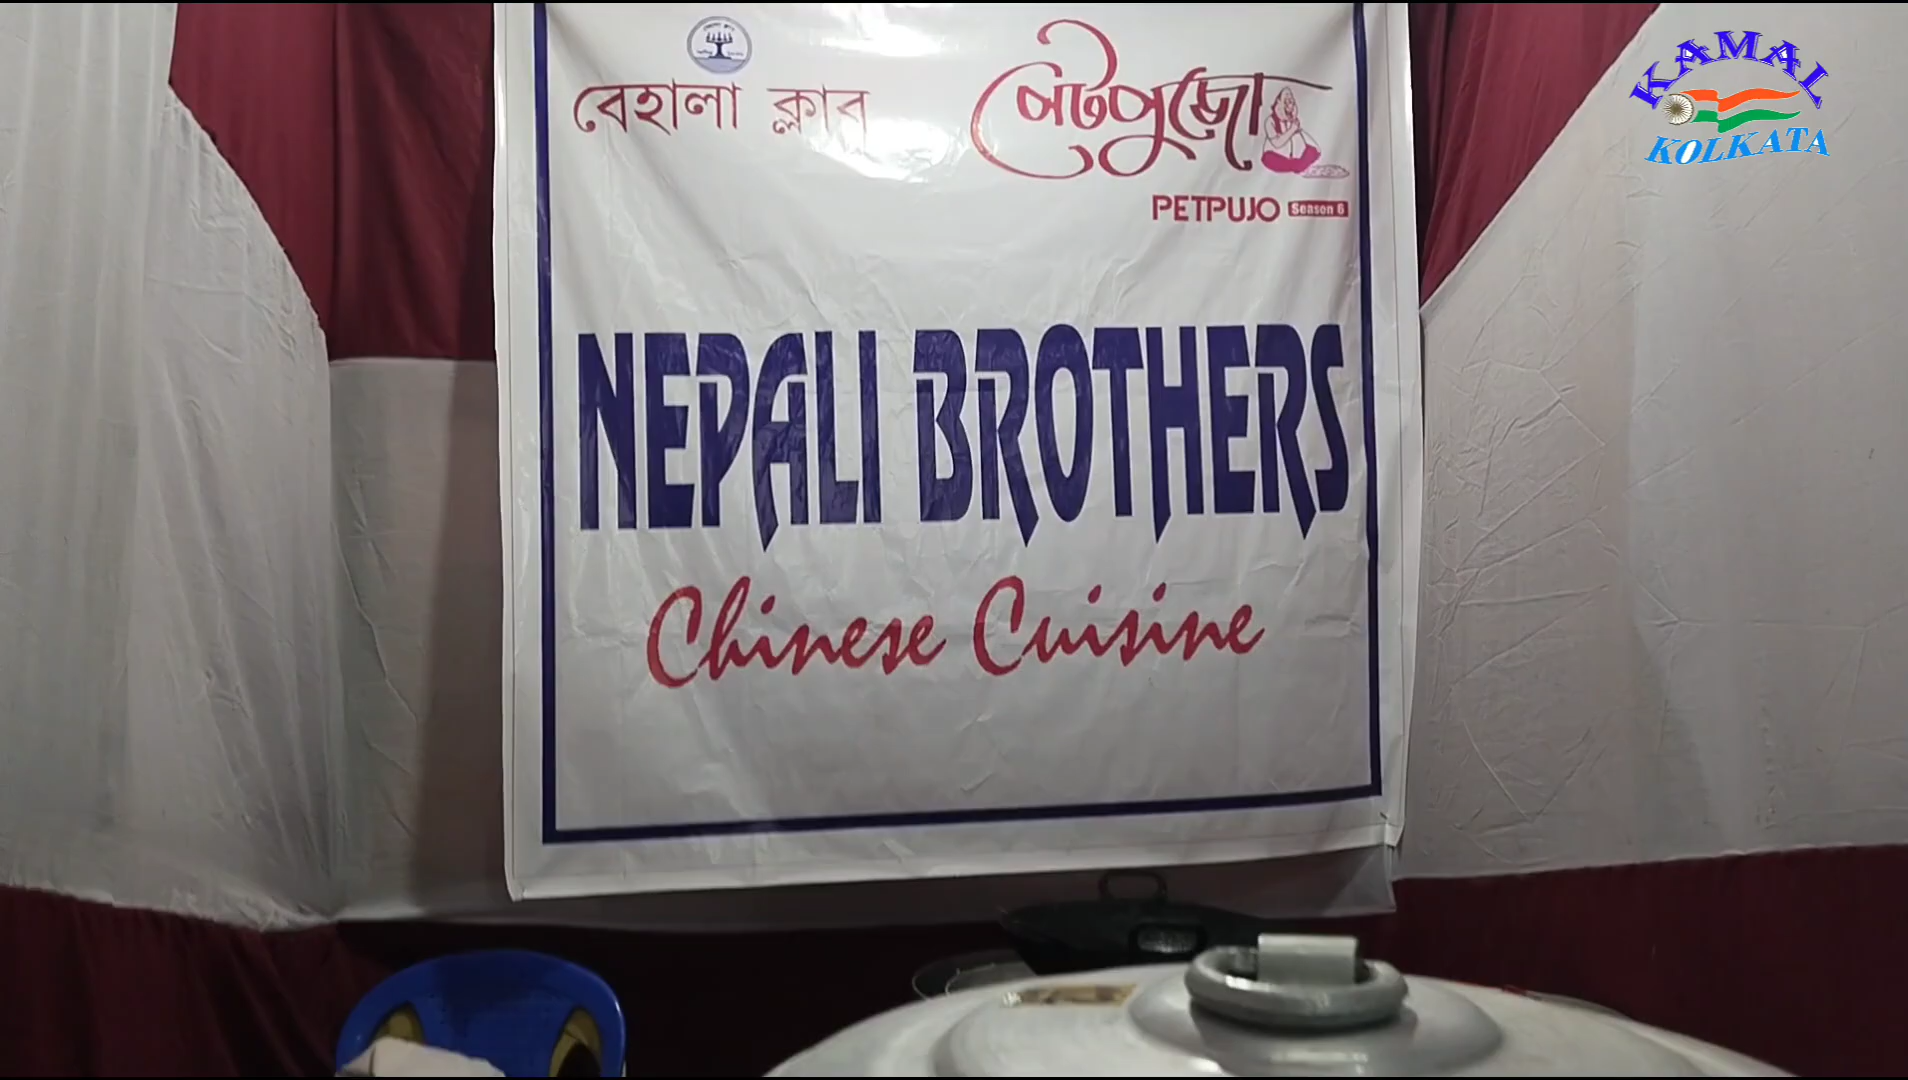 বেহালা ক্লাব
পেটপুজো
PETPUJO Season 6
NEPALI BROTHERS
Chinese Cuisine
KAMAL
KOLKATA